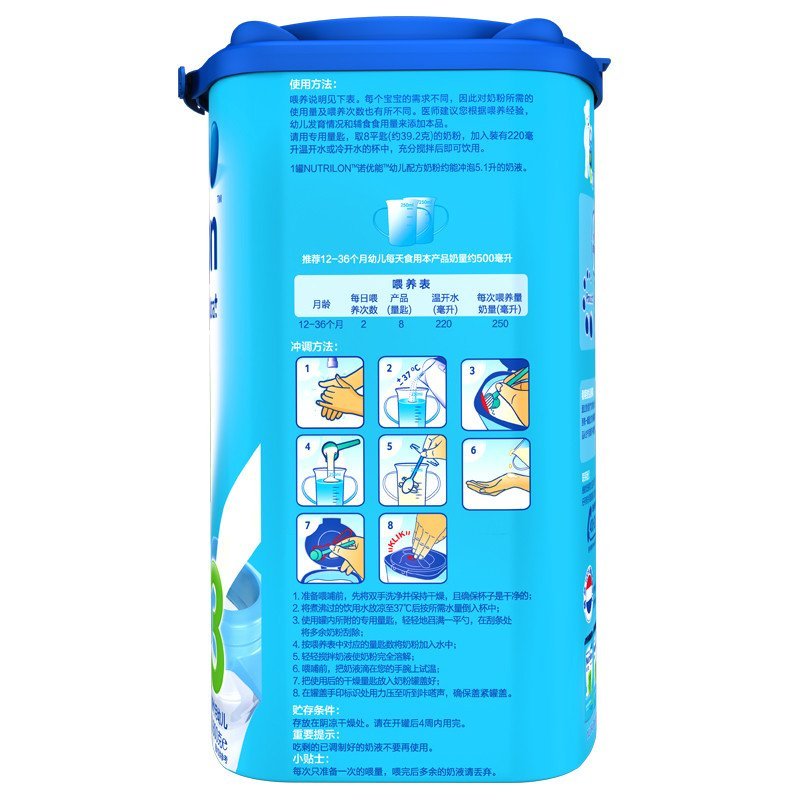 使用方法:
喂养说明见下表。每个宝宝的需求不同，因此对奶粉所需的
使用量及喂养次数也有所不同。医师建议您根据喂养经验，
幼儿发育情况和辅食食用量来添加本品。
请用专用量匙，取8平匙(约39.2克)的奶粉，加入装有220毫
升温开水或冷开水的杯中，充分搅拌后即可饮用。
1罐NUTRILON™诺优能™幼儿配方奶粉约能冲泡5.1升的奶液。
250ml
250ml
推荐12-36个月幼儿每天食用本产品奶量约500毫升
喂养表
月龄 每日喂养次数 产品(量匙) 温开水(毫升) 每次喂养量奶量(毫升)
12-36个月 2 8 220 250
冲调方法:
1 2 ±37℃ 3
4 5 6
7 8 KLIK!
1. 准备喂哺前，先将双手洗净并保持干燥，且确保杯子是干净的;
2. 将煮沸过的饮用水放凉至37℃后按所需水量倒入杯中;
3. 使用罐内所附的专用量匙，轻轻地舀满一平勺，在刮条处
将多余奶粉刮除;
4. 按喂养表中对应的量匙数将奶粉加入水中;
5. 轻轻搅拌奶液使奶粉完全溶解;
6. 喂哺前，把奶液滴在您的手腕上试温;
7. 把使用后的干燥量匙放入奶粉罐盖好;
8. 在罐盖手印标识处用力压至听到咔嗒声，确保盖紧罐盖。
贮存条件:
存放在阴凉干燥处。请在开罐后4周内用完。
重要提示:
吃剩的已调制好的奶液不要再使用。
小贴士:
每次只准备一次的喂量，喂完后多余的奶液请丢弃。
3